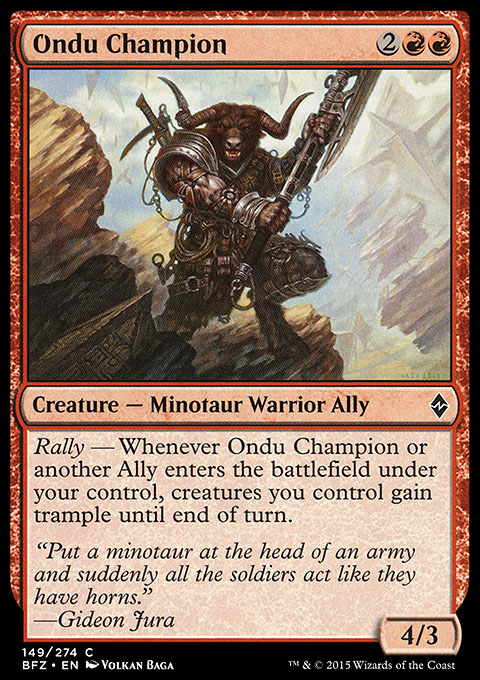 Ondu Champion 2
Creature — Minotaur Warrior Ally
Rally — Whenever Ondu Champion or
another Ally enters the battlefield under
your control, creatures you control gain
trample until end of turn.
“Put a minotaur at the head of an army
and suddenly all the soldiers act like they
have horns.”
—Gideon Jura
4/3
149/274 C
BFZ • EN VOLKAN BAGA
™ & © 2015 Wizards of the Coast